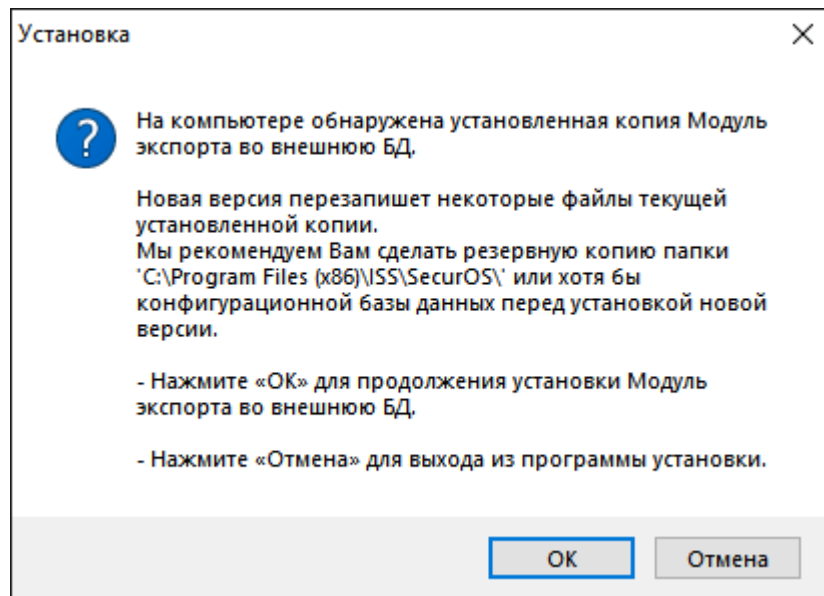 Установка
На компьютере обнаружена установленная копия Модуль
экспорта во внешнюю БД.
Новая версия перезапишет некоторые файлы текущей
установленной копии.
Мы рекомендуем Вам сделать резервную копию папки
'C:\Program Files (x86)\ISS\SecurOS\' или хотя бы
конфигурационной базы данных перед установкой новой
версии.
- Нажмите «ОК» для продолжения установки Модуль
экспорта во внешнюю БД.
- Нажмите «Отмена» для выхода из программы установки.
ОК
Отмена